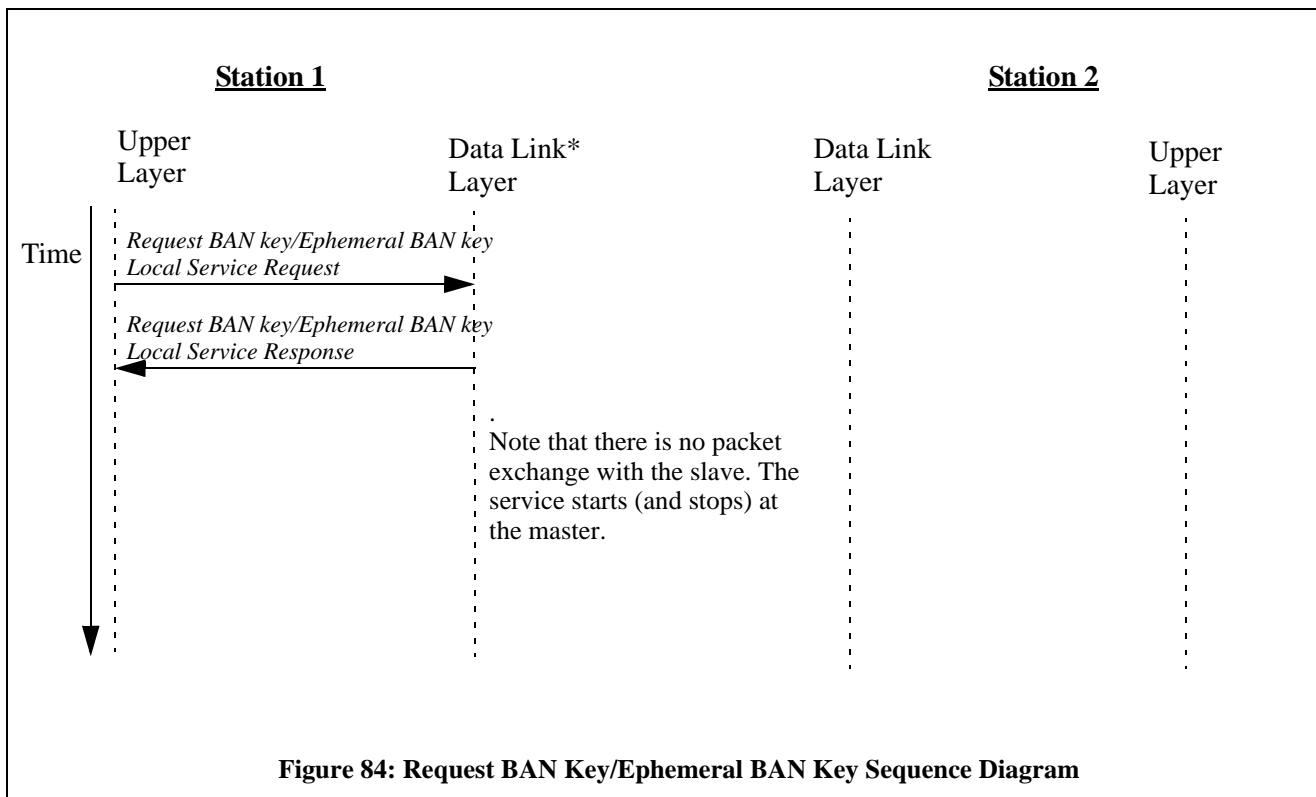 Station 1
Station 2
Upper
Layer
Data Link*
Layer
Data Link
Layer
Upper
Layer
Time
Request BAN key/Ephemeral BAN key
Local Service Request
Request BAN key/Ephemeral BAN key
Local Service Response
.
Note that there is no packet
exchange with the slave. The
service starts (and stops) at
the master.
Figure 84: Request BAN Key/Ephemeral BAN Key Sequence Diagram